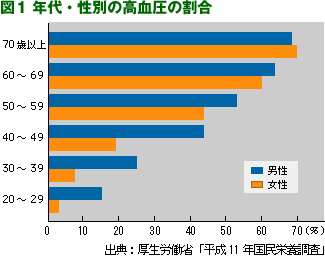 図1 年代・性別の高血圧の割合
70歳以上
60～69
50～59
40～49
30～39
20～29
男性
女性
0 10 20 30 40 50 60 70 (%)
出典：厚生労働省「平成11年国民栄養調査」